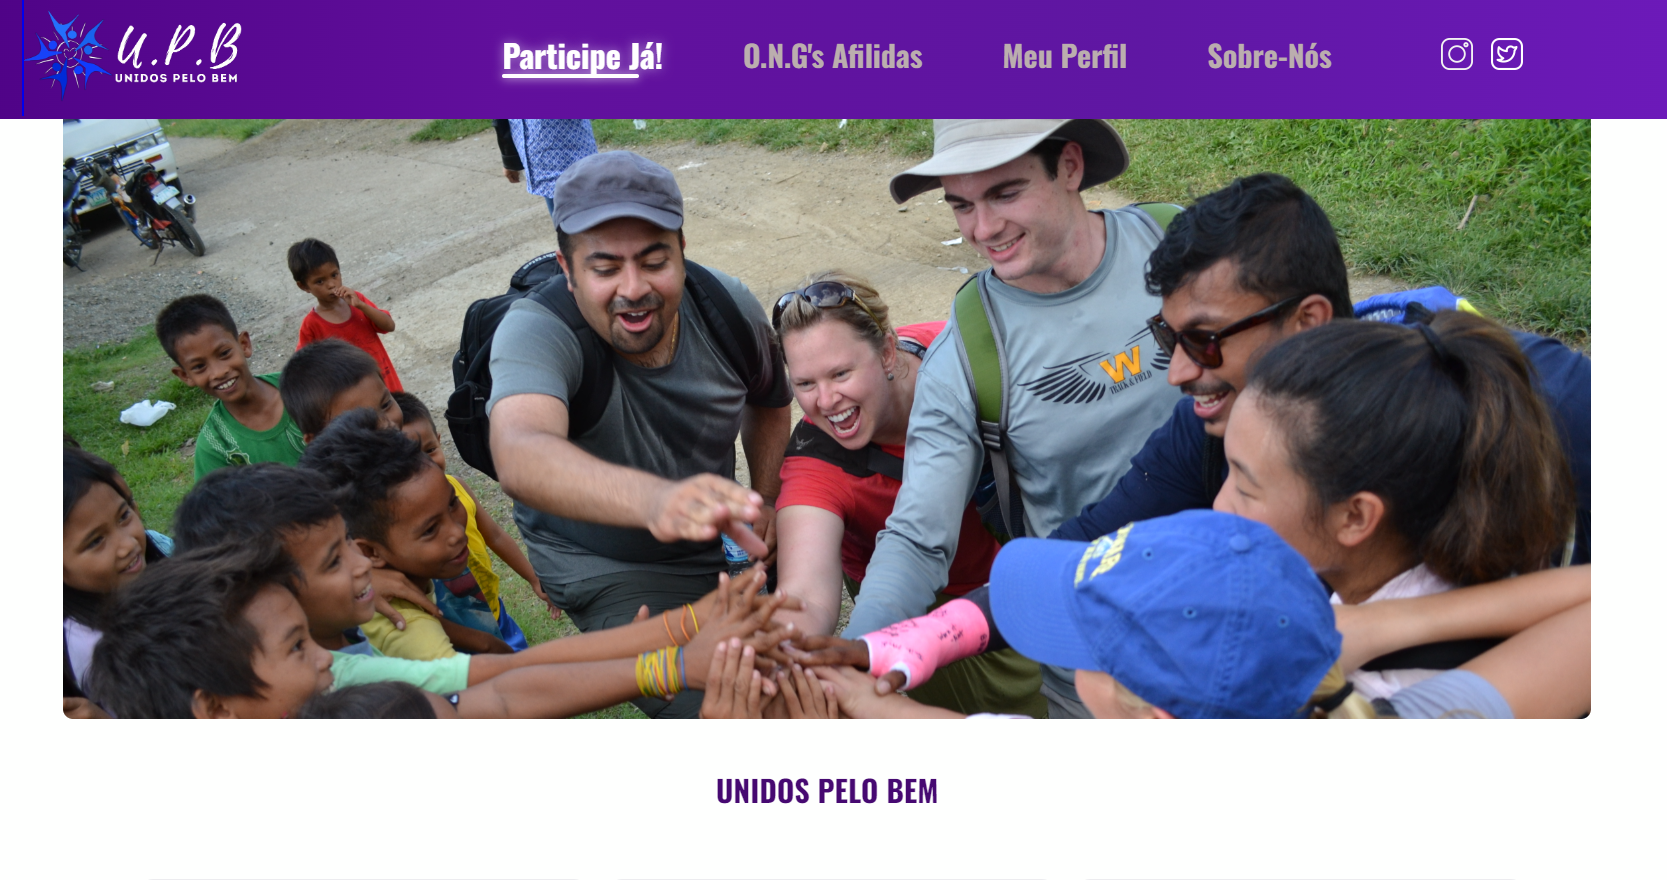 U.P.B
UNIDOS PELO BEM
Participe Já!
O.N.G's Afilidas
Meu Perfil
Sobre-Nós
W
TRACK & FIELD
UNIDOS PELO BEM